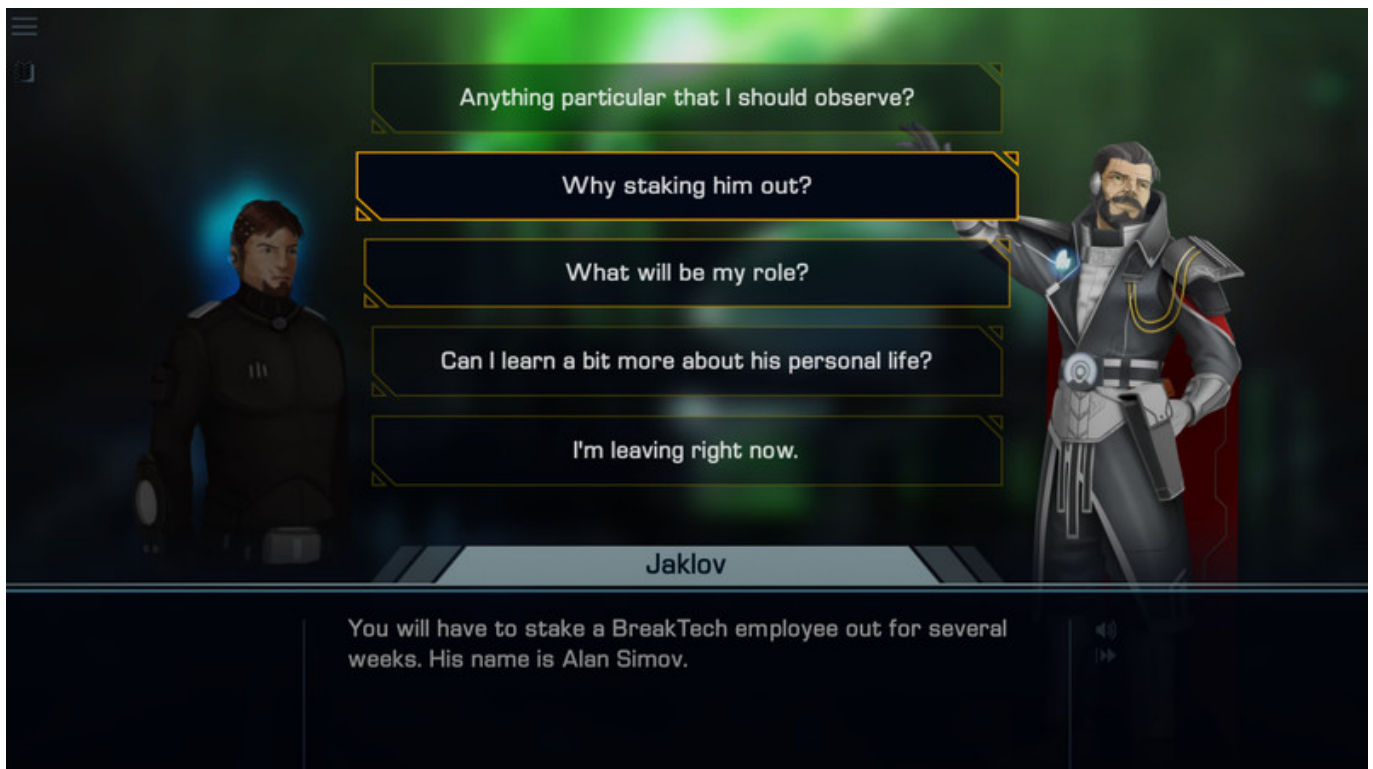 Anything particular that I should observe?
Why staking him out?
What will be my role?
Can I learn a bit more about his personal life?
I'm leaving right now.
Jaklov
You will have to stake a BreakTech employee out for several
weeks. His name is Alan Simov.